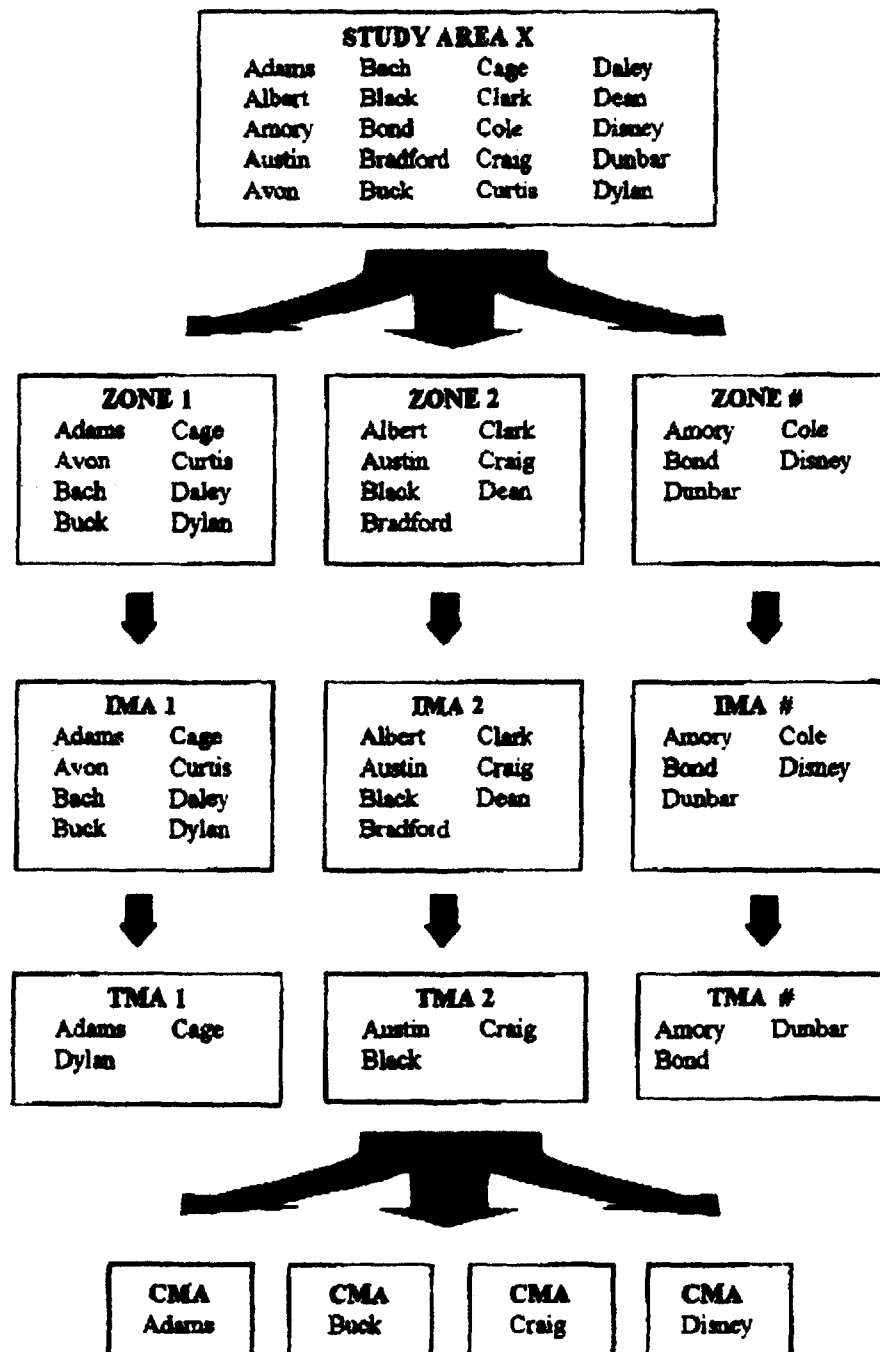 STUDY AREA X
Adams Bach Cage Daley
Albert Black Clark Dean
Amory Bond Cole Disney
Austin Bradford Craig Dunbar
Avon Buck Curtis Dylan
ZONE 1
Adams Cage
Avon Curtis
Bach Daley
Buck Dylan
ZONE 2
Albert Clark
Austin Craig
Black Dean
Bradford
ZONE #
Amory Cole
Bond Disney
Dunbar
IMA 1
Adams Cage
Avon Curtis
Bach Daley
Buck Dylan
IMA 2
Albert Clark
Austin Craig
Black Dean
Bradford
IMA #
Amory Cole
Bond Disney
Dunbar
TMA 1
Adams Cage
Dylan
TMA 2
Austin Craig
Black
TMA #
Amory Dunbar
Bond
CMA
Adams
CMA
Buck
CMA
Craig
CMA
Disney